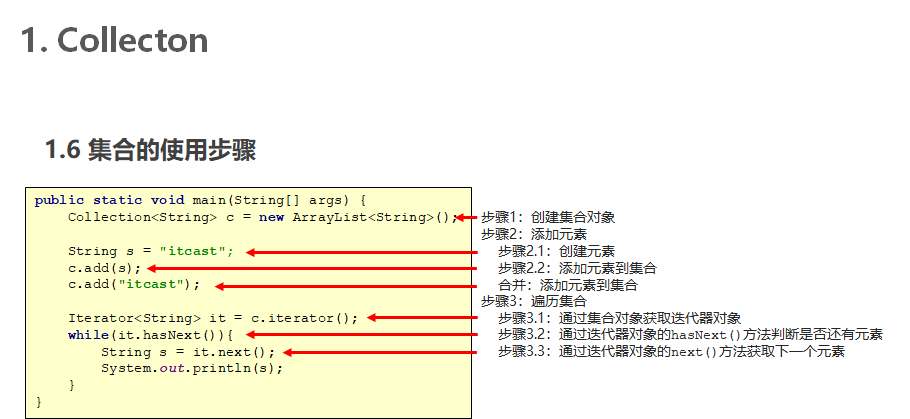 1. Collecton
1.6 集合的使用步骤
public static void main(String[] args) {
Collection<String> c = new ArrayList<String>();
步骤1：创建集合对象
步骤2：添加元素
String s = "itcast";
步骤2.1：创建元素
c.add(s);
步骤2.2：添加元素到集合
c.add("itcast");
合并：添加元素到集合
步骤3：遍历集合
Iterator<String> it = c.iterator();
步骤3.1：通过集合对象获取迭代器对象
while(it.hasNext()){
步骤3.2：通过迭代器对象的hasNext()方法判断是否还有元素
String s = it.next();
步骤3.3：通过迭代器对象的next()方法获取下一个元素
System.out.println(s);
}
}